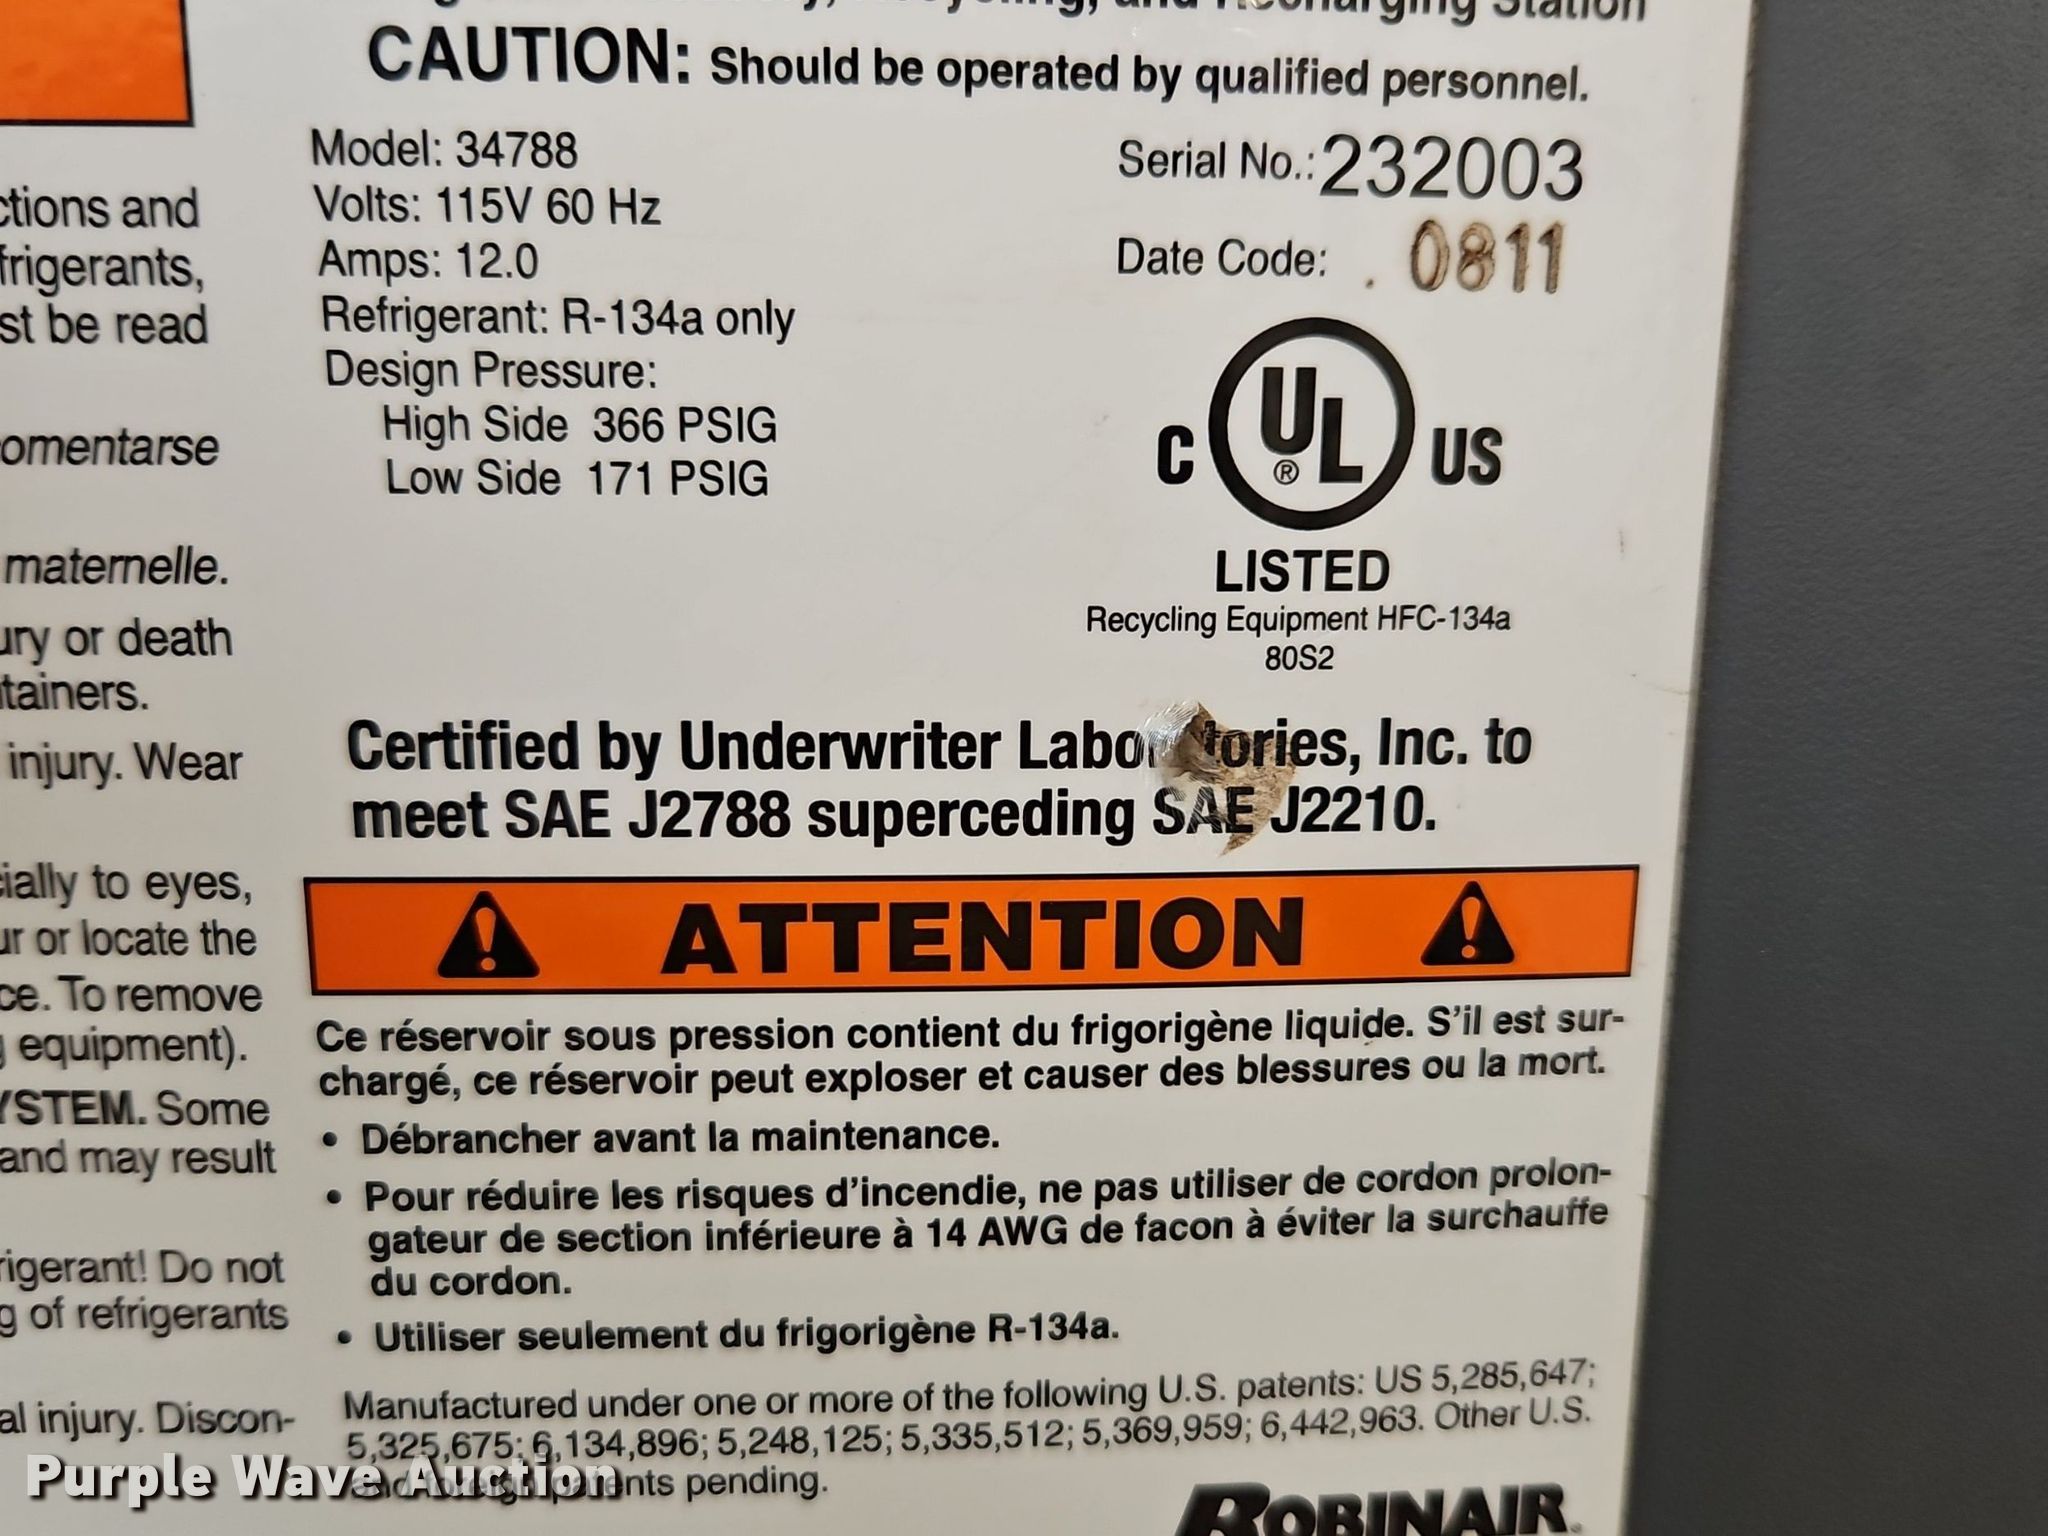 and Recharging Station
CAUTION: Should be operated by qualified personnel.
Model: 34788
Volts: 115V 60 Hz
Amps: 12.0
Refrigerant: R-134a only
Design Pressure:
High Side 366 PSIG
Low Side 171 PSIG
Serial No.: 232003
Date Code: . 0811
C UL ® US
LISTED
Recycling Equipment HFC-134a
80S2
Certified by Underwriter Laboratories, Inc. to
meet SAE J2788 superceding SAE J2210.
ATTENTION
Ce réservoir sous pression contient du frigorigène liquide. S'il est sur-
chargé, ce réservoir peut exploser et causer des blessures ou la mort.
• Débrancher avant la maintenance.
• Pour réduire les risques d'incendie, ne pas utiliser de cordon prolon-
gateur de section inférieure à 14 AWG de facon à éviter la surchauffe
du cordon.
• Utiliser seulement du frigorigène R-134a.
Manufactured under one or more of the following U.S. patents: US 5,285,647;
5,325,675; 6,134,896; 5,248,125; 5,335,512; 5,369,959; 6,442,963. Other U.S.
and foreign patents pending.
ROBINAIR
ctions and
frigerants,
st be read
omentarse
maternelle.
ury or death
tainers.
injury. Wear
cially to eyes,
ur or locate the
ce. To remove
g equipment).
YSTEM. Some
and may result
rigerant! Do not
g of refrigerants
al injury. Discon-
Purple Wave Auction